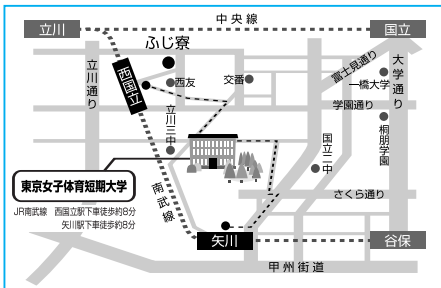 中央線
立川
国立
ふじ寮
立川通り
西国立
西友
交番
富士見通り
大学通り
一橋大学
学園通り
桐朋学園
立川三中
国立二中
東京女子体育短期大学
JR南武線 西国立駅下車徒歩約8分
矢川駅下車徒歩約8分
南武線
さくら通り
矢川
谷保
甲州街道